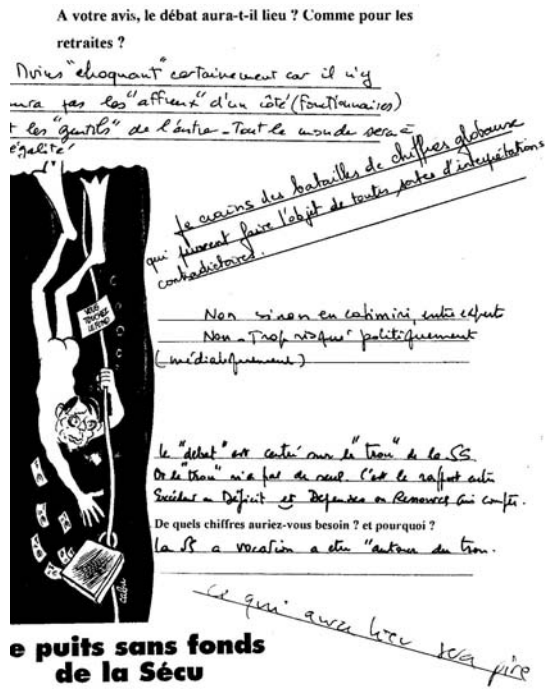 A votre avis, le débat aura-t-il lieu ? Comme pour les
retraites ?
Moins "choquant" certainement car il n'y
aura pas les "affreux" d'un côté (fonctionnaires)
t les "gentils" de l'autre - Tout le monde sera à
égalité
Je crains des batailles de chiffres globaux
qui peuvent faire l'objet de toutes sortes d'interprétations
contradictoires.
VOUS
TOUCHEZ
LE FOND
Non sinon en catimini, entre experts
Non - Trop risqué politiquement
(médiatiquement)
le "débat" est centré sur le "trou" de la SS
Or le "trou" n'a pas de seul. C'est le rapport entre
Excédent ou Déficit et Dépenses ou Ressources qui compte.
De quels chiffres auriez-vous besoin ? et pourquoi ?
la SS a vocation a etre "autour du trou.
Cabu
Ce qui aura lieu sera pire
e puits sans fonds
de la Sécu